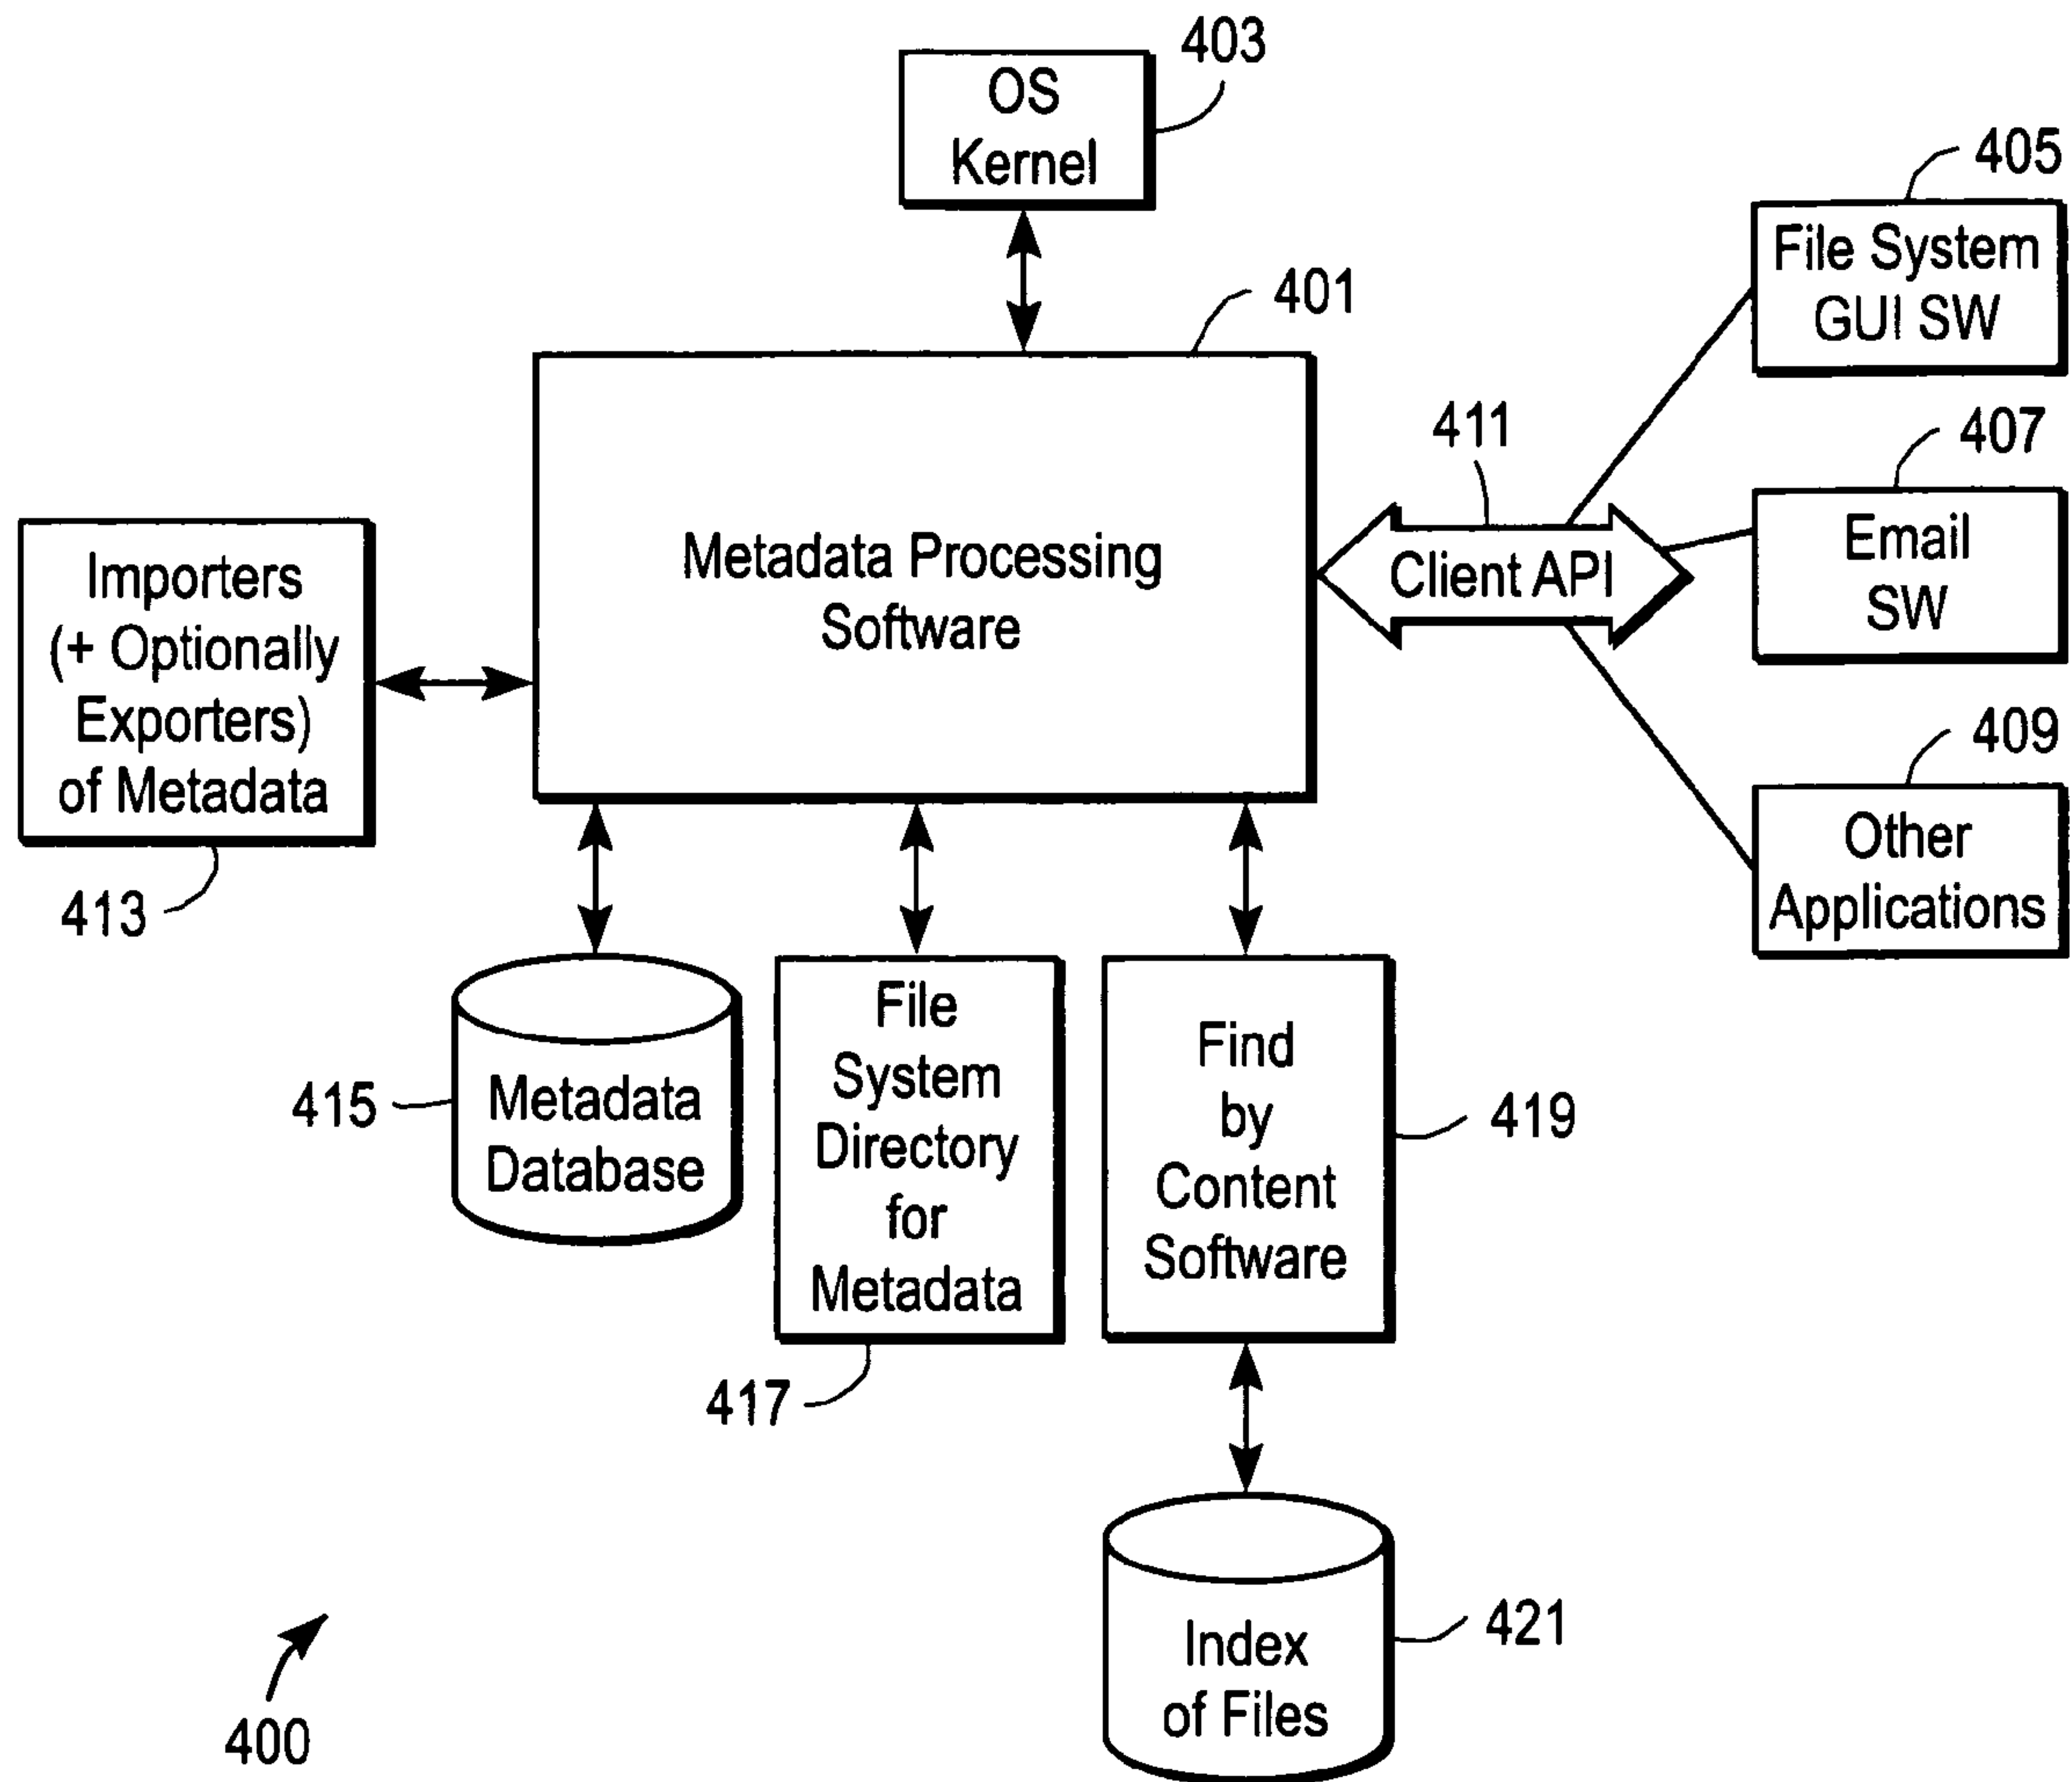 403
OS
Kernel
405
File System
GUI SW
401
411
Client API
407
Email
SW
Metadata Processing
Software
Importers
(+ Optionally
Exporters)
of Metadata
413
409
Other
Applications
415
Metadata
Database
File
System
Directory
for
Metadata
417
Find
by
Content
Software
419
Index
of Files
421
400